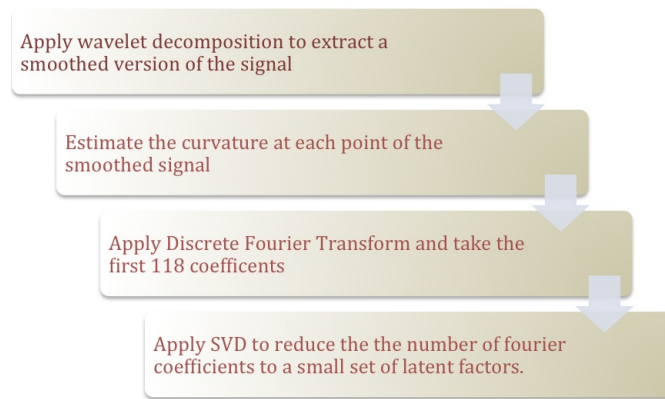 Apply wavelet decomposition to extract a
smoothed version of the signal
Estimate the curvature at each point of the
smoothed signal
Apply Discrete Fourier Transform and take the
first 118 coefficents
Apply SVD to reduce the the number of fourier
coefficients to a small set of latent factors.